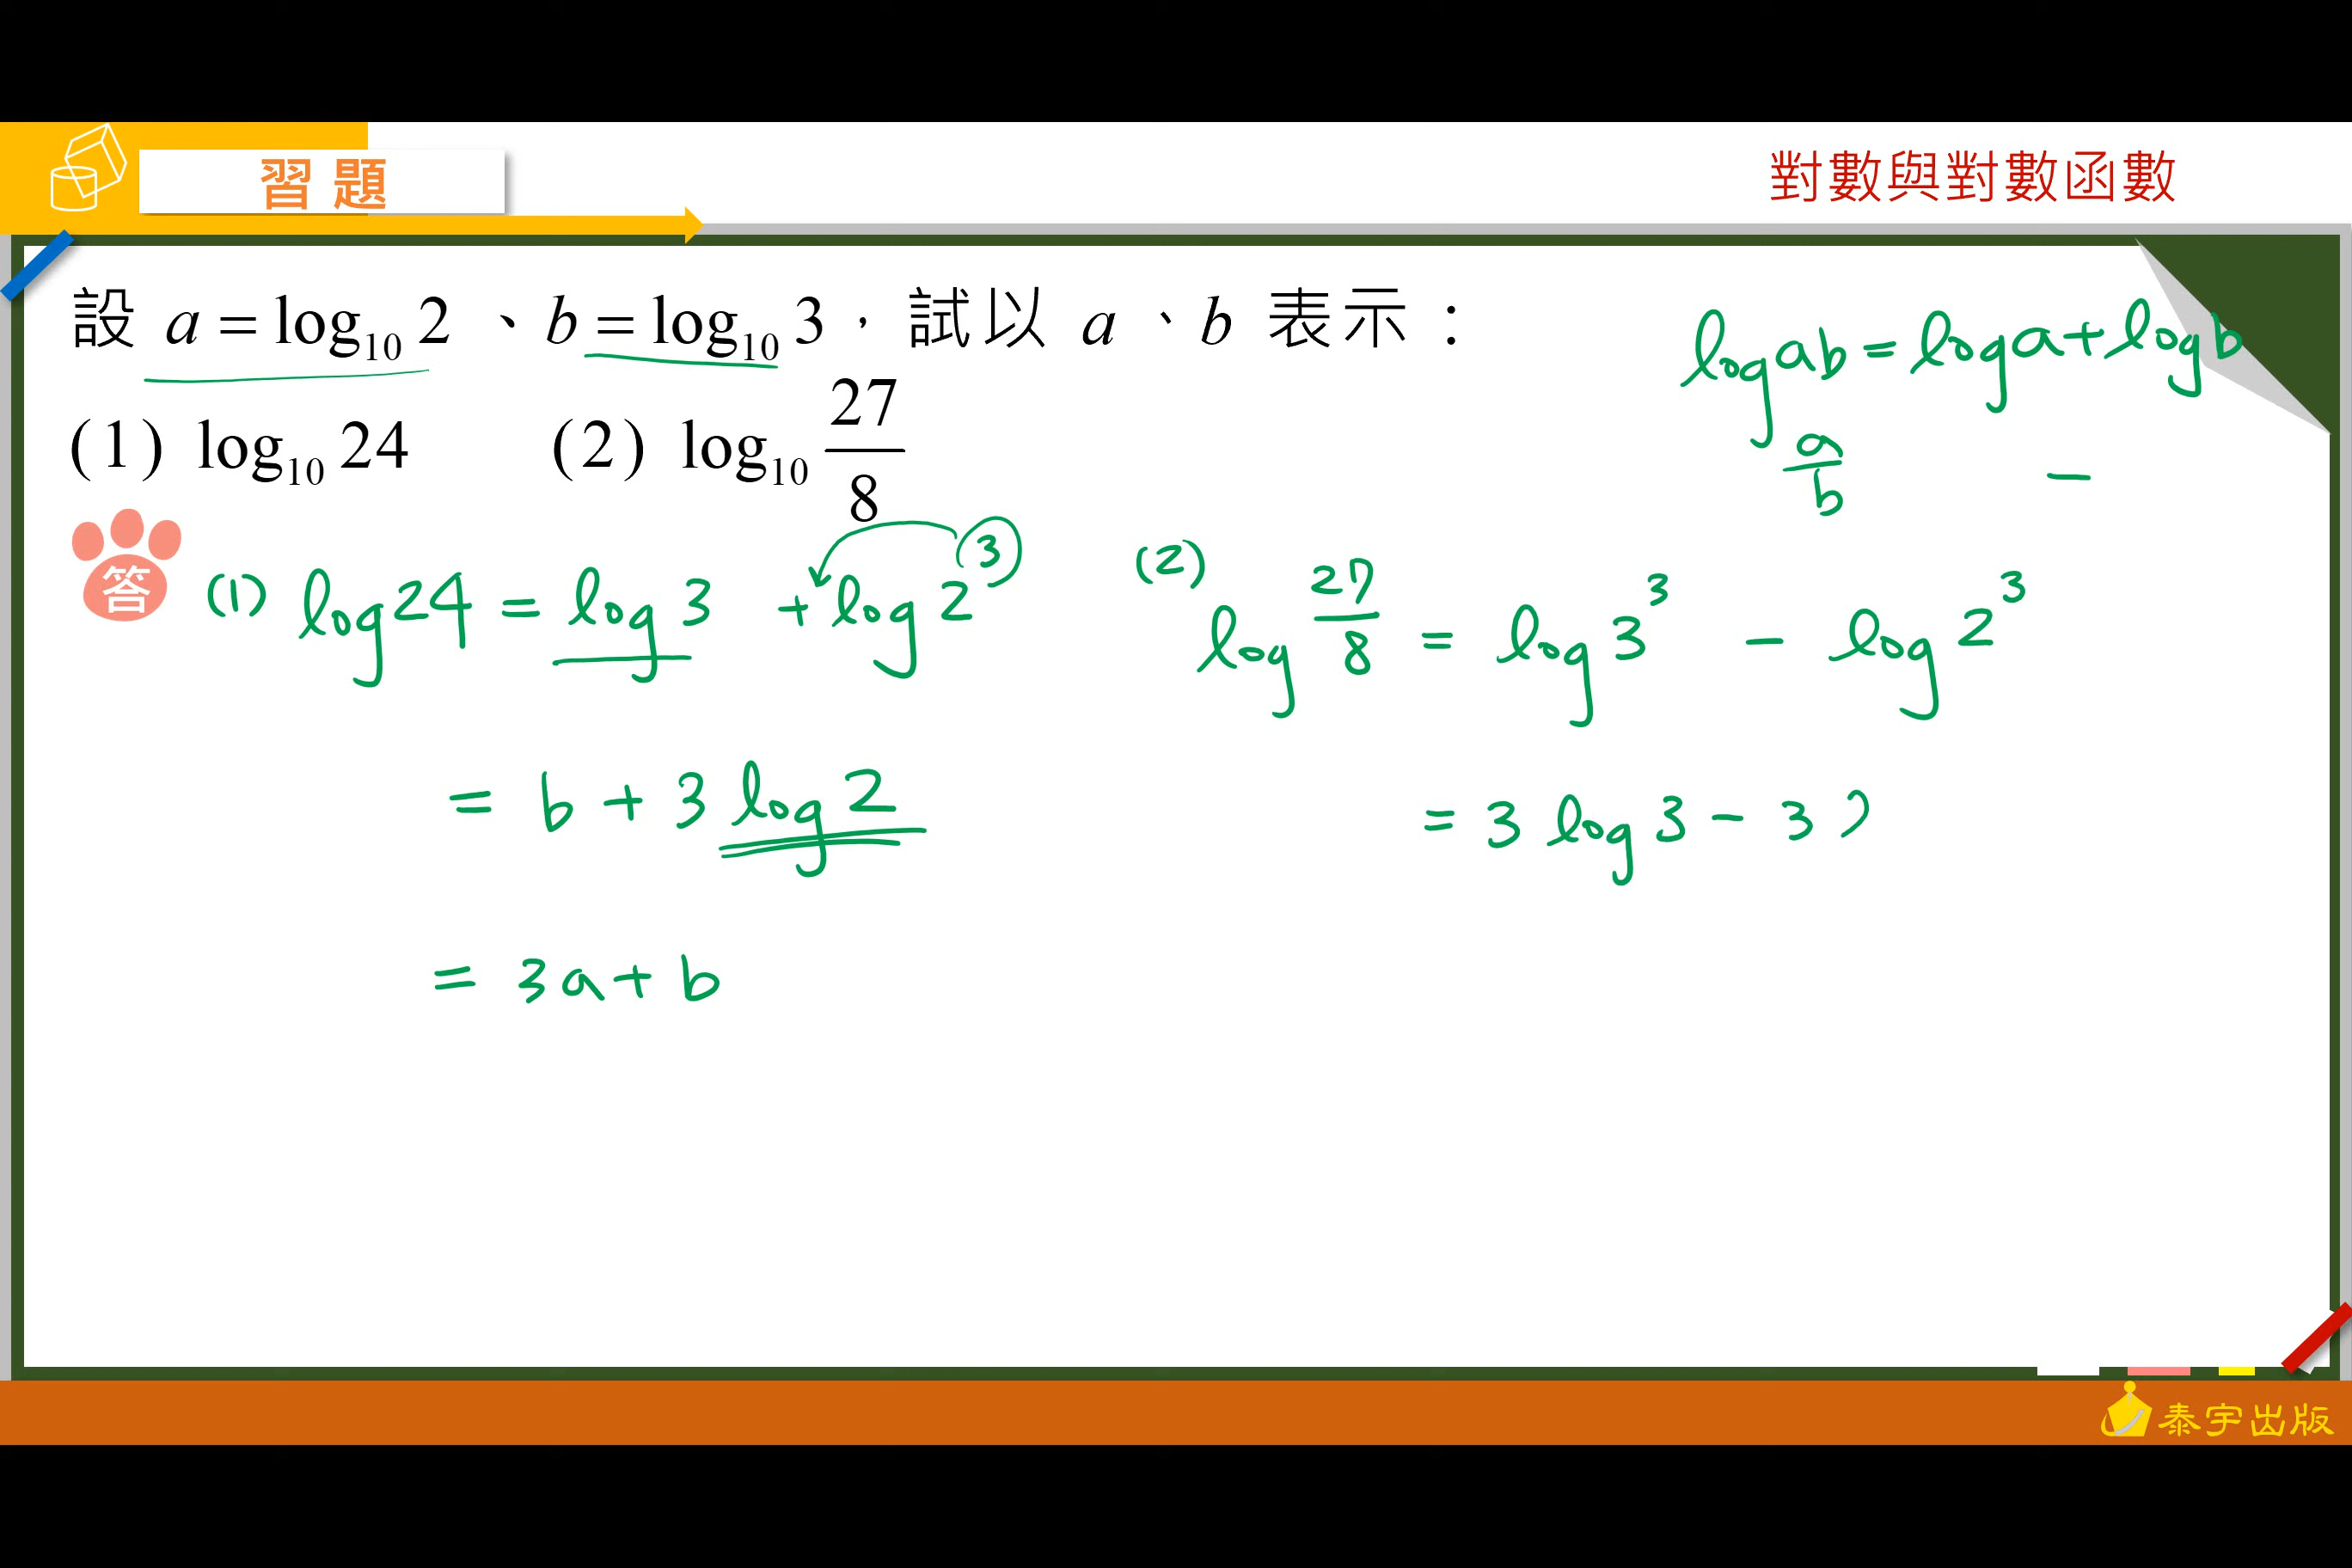 習題
對數與對數函數
設 a = log₁₀ 2 、b = log₁₀ 3，試以 a、b 表示：
(1) log₁₀ 24 (2) log₁₀ 27/8
log ab = log a + log b
a/b −
答 (1) log 24 = log 3 + log 2³
= b + 3 log 2
= 3a + b
(2) log 27/8 = log 3³ − log 2³
= 3 log 3 − 3
泰宇出版